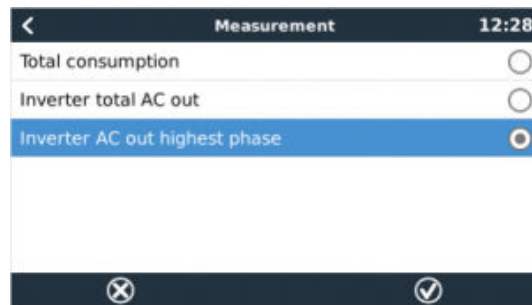 Measurement 12:28
Total consumption
Inverter total AC out
Inverter AC out highest phase